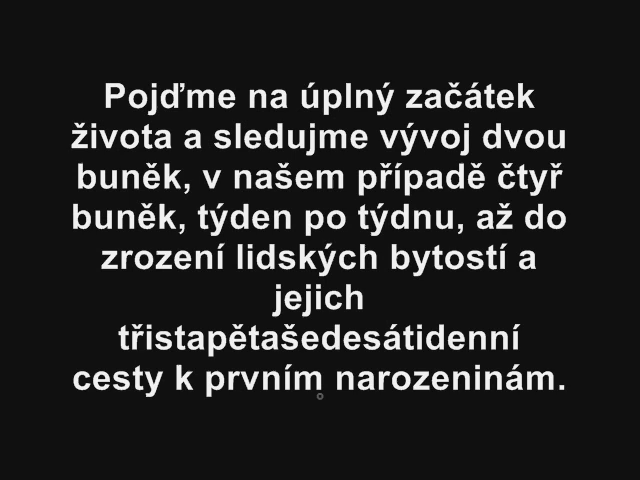 Pojďme na úplný začátek
života a sledujme vývoj dvou
buněk, v našem případě čtyř
buněk, týden po týdnu, až do
zrození lidských bytostí a
jejich
třistapětašedesátidenní
cesty k prvním narozeninám.